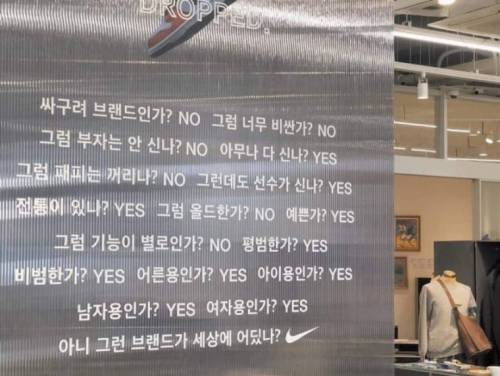 DROPPED.
싸구려 브랜드인가? NO 그럼 너무 비싼가? NO
그럼 부자는 안 신나? NO 아무나 다 신나? YES
그럼 패피는 꺼리나? NO 그런데도 선수가 신나? YES
전통이 있나? YES 그럼 올드한가? NO 예쁜가? YES
그럼 기능이 별로인가? NO 평범한가? YES
비범한가? YES 어른용인가? YES 아이용인가? YES
남자용인가? YES 여자용인가? YES
아니 그런 브랜드가 세상에 어딨나?